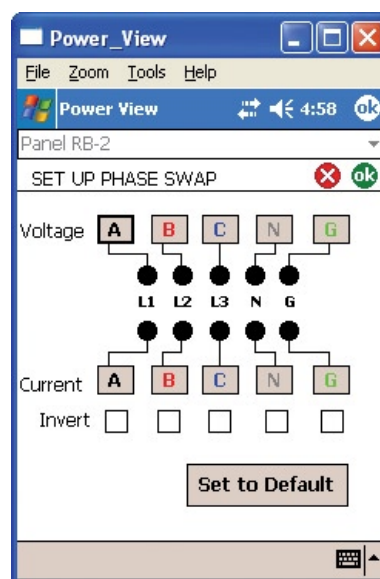 Power_View
File Zoom Tools Help
Power View 4:58 ok
Panel RB-2
SET UP PHASE SWAP ok
Voltage A B C N G
L1 L2 L3 N G
Current A B C N G
Invert
Set to Default